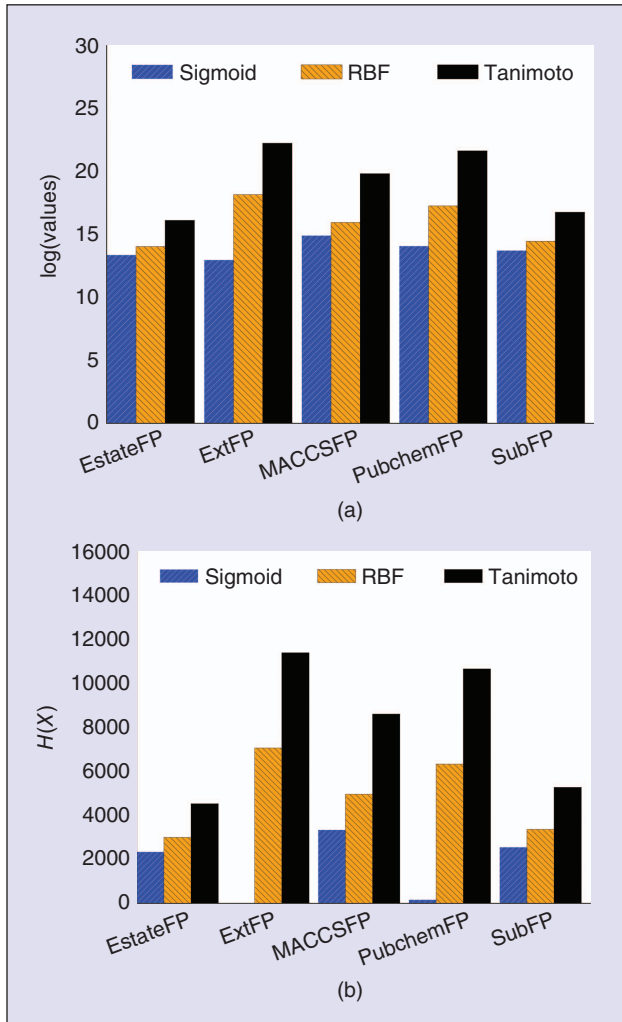 30
25
20
15
10
5
0
log(values)
Sigmoid RBF Tanimoto
EstateFP ExtFP MACCSFP PubchemFP SubFP
(a)
16000
14000
12000
10000
8000
6000
4000
2000
0
H(X)
Sigmoid RBF Tanimoto
EstateFP ExtFP MACCSFP PubchemFP SubFP
(b)